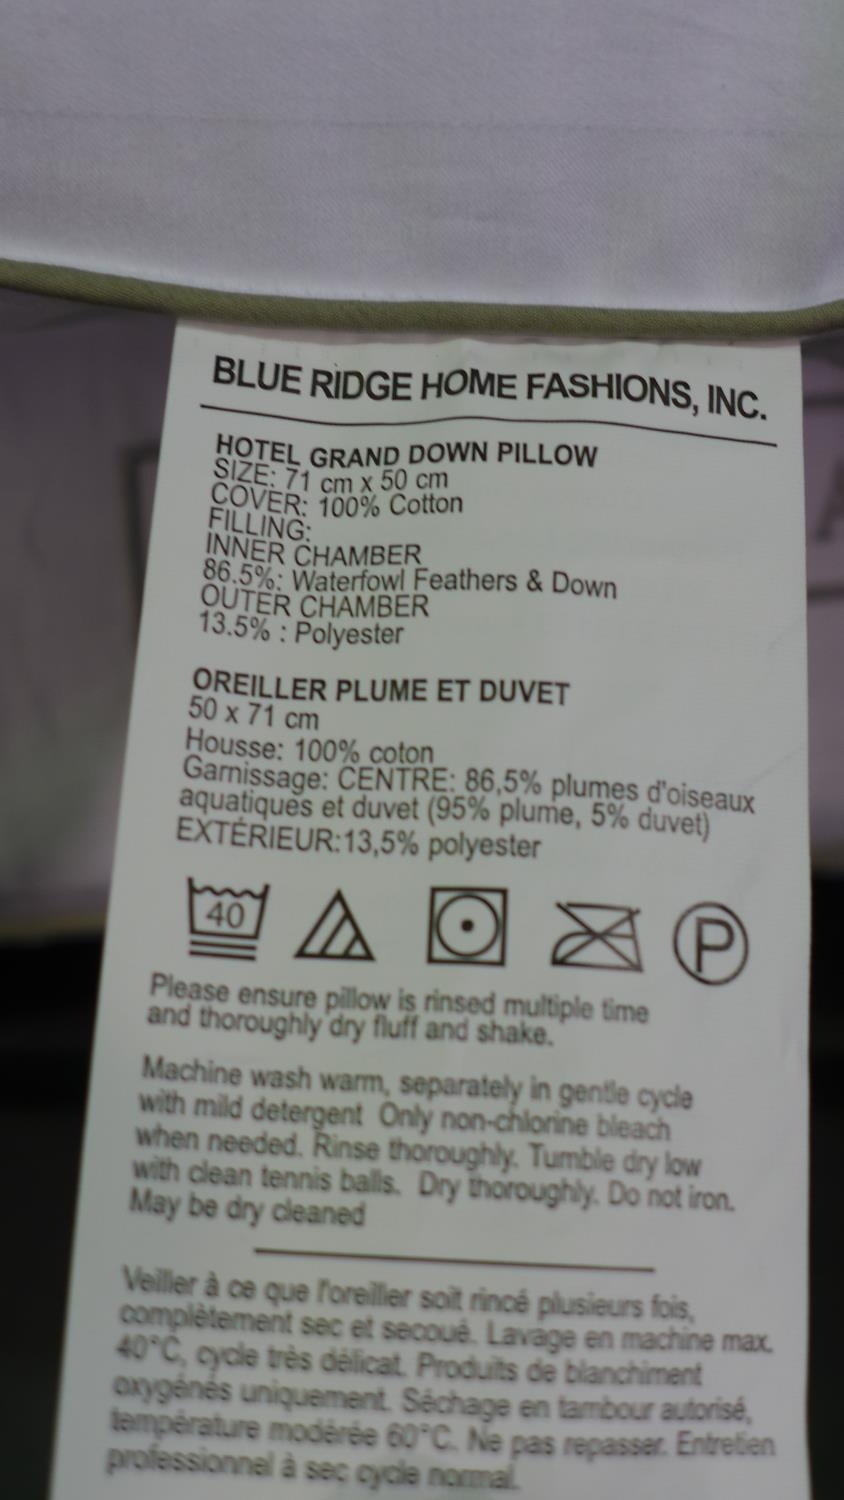 BLUE RIDGE HOME FASHIONS, INC.
HOTEL GRAND DOWN PILLOW
SIZE: 71 cm x 50 cm
COVER: 100% Cotton
FILLING:
INNER CHAMBER
86.5%: Waterfowl Feathers & Down
OUTER CHAMBER
13.5% : Polyester
OREILLER PLUME ET DUVET
50 x 71 cm
Housse: 100% coton
Garnissage: CENTRE: 86,5% plumes d'oiseaux
aquatiques et duvet (95% plume, 5% duvet)
EXTÉRIEUR:13,5% polyester
40 P
Please ensure pillow is rinsed multiple time
and thoroughly dry fluff and shake.
Machine wash warm, separately in gentle cycle
with mild detergent Only non-chlorine bleach
when needed. Rinse thoroughly. Tumble dry low
with clean tennis balls. Dry thoroughly. Do not iron.
May be dry cleaned
Veiller à ce que l'oreiller soit rincé plusieurs fois,
complètement sec et secoué. Lavage en machine max.
40°C, cycle très délicat. Produits de blanchiment
oxygénés uniquement. Séchage en tambour autorisé,
température modérée 60°C. Ne pas repasser. Entretien
professionnel à sec cycle normal.